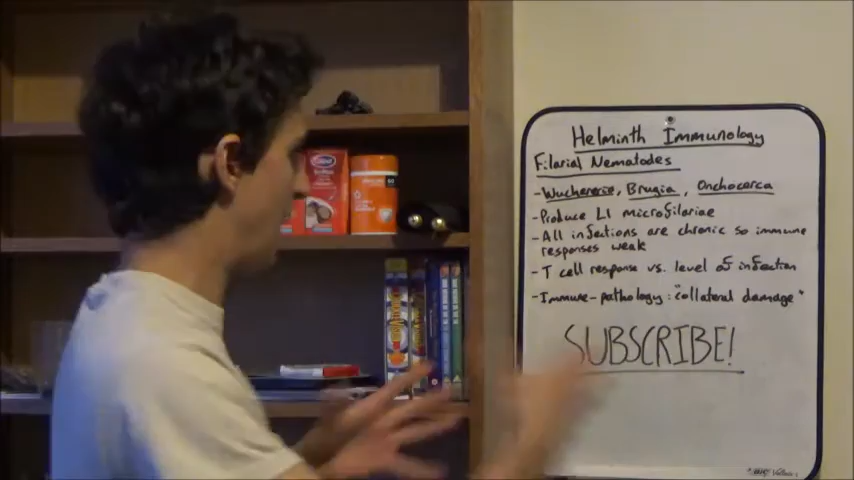 Helminth Immunology
Filarial Nematodes
- Wuchereria, Brugia, Onchocerca
- Produce L1 microfilariae
- All infections are chronic so immune
responses weak
- T cell response vs. level of infection
- Immune-pathology: "collateral damage"
SUBSCRIBE!